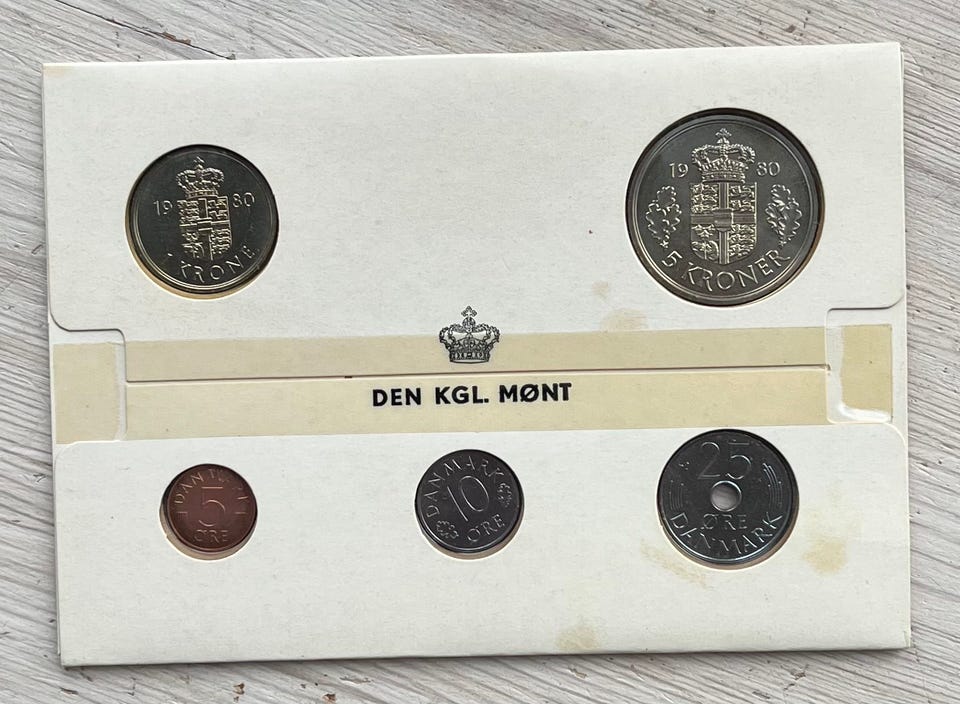 19 80
1 KRONE
19 80
5 KRONER
DEN KGL. MØNT
DANMARK
5
ØRE
DANMARK
10
ØRE
25
ØRE
DANMARK